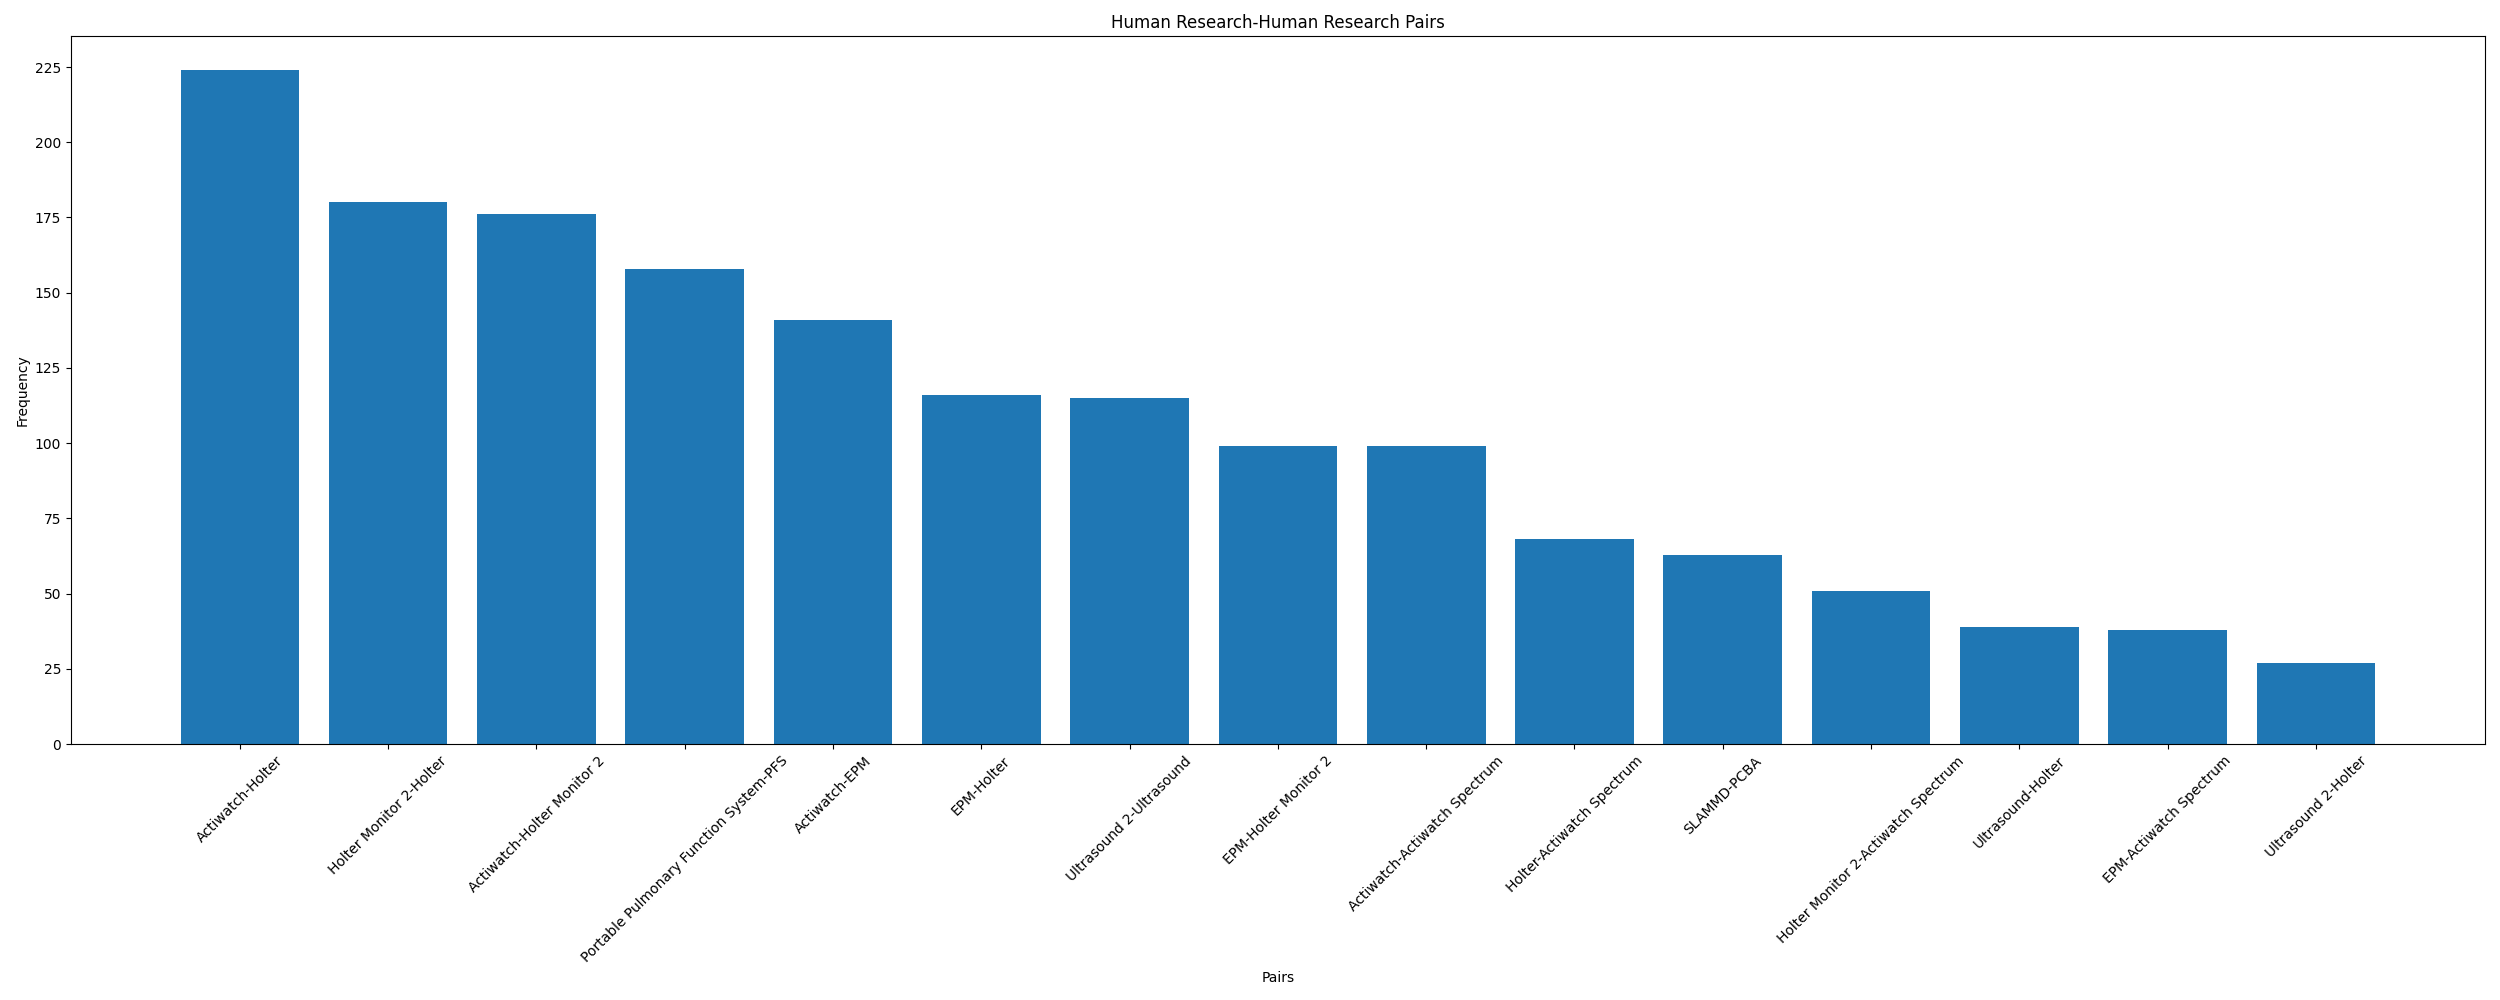 Human Research-Human Research Pairs
Frequency
225
200
175
150
125
100
75
50
25
0
Actiwatch-Holter
Holter Monitor 2-Holter
Actiwatch-Holter Monitor 2
Portable Pulmonary Function System-PFS
Actiwatch-EPM
EPM-Holter
Ultrasound 2-Ultrasound
EPM-Holter Monitor 2
Actiwatch-Actiwatch Spectrum
Holter-Actiwatch Spectrum
SLAMMD-PCBA
Holter Monitor 2-Actiwatch Spectrum
Ultrasound-Holter
EPM-Actiwatch Spectrum
Ultrasound 2-Holter
Pairs